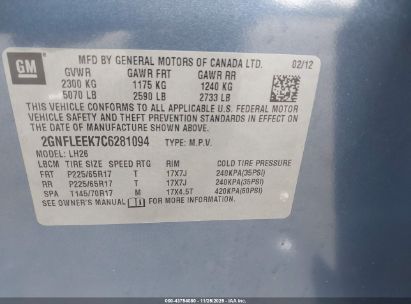 GM
MFD BY GENERAL MOTORS OF CANADA LTD. 02/12
GVWR GAWR FRT GAWR RR
2300 KG 1175 KG 1240 KG
5070 LB 2590 LB 2733 LB
THIS VEHICLE CONFORMS TO ALL APPLICABLE U.S. FEDERAL MOTOR
VEHICLE SAFETY AND THEFT PREVENTION STANDARDS IN EFFECT ON
THE DATE OF MANUFACTURE SHOWN ABOVE.
2GNFLEEK7C6281094 TYPE: M.P.V.
MODEL: LH26
LBCM TIRE SIZE SPEED RTG RIM COLD TIRE PRESSURE
FRT P225/65R17 T 17X7J 240KPA(35PSI)
RR P225/65R17 T 17X7J 240KPA(35PSI)
SPA T145/70R17 M 17X4.5T 420KPA(60PSI)
SEE OWNER'S MANUAL FOR MORE INFORMATION.